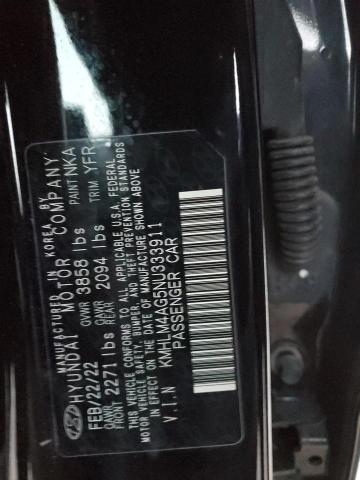 MANUFACTURED IN KOREA BY
HYUNDAI MOTOR COMPANY
FEB/22/22 GVWR 3858 lbs PAINT NKA
GAWR FRONT 2271lbs GAWR REAR 2094 lbs TRIM YFR
THIS VEHICLE CONFORMS TO ALL APPLICABLE U.S.A. FEDERAL
MOTOR VEHICLE SAFETY, BUMPER, AND THEFT PREVENTION STANDARDS
IN EFFECT ON THE DATE OF MANUFACTURE SHOWN ABOVE
V.I.N KMHLM4AG5NU333911
PASSENGER CAR